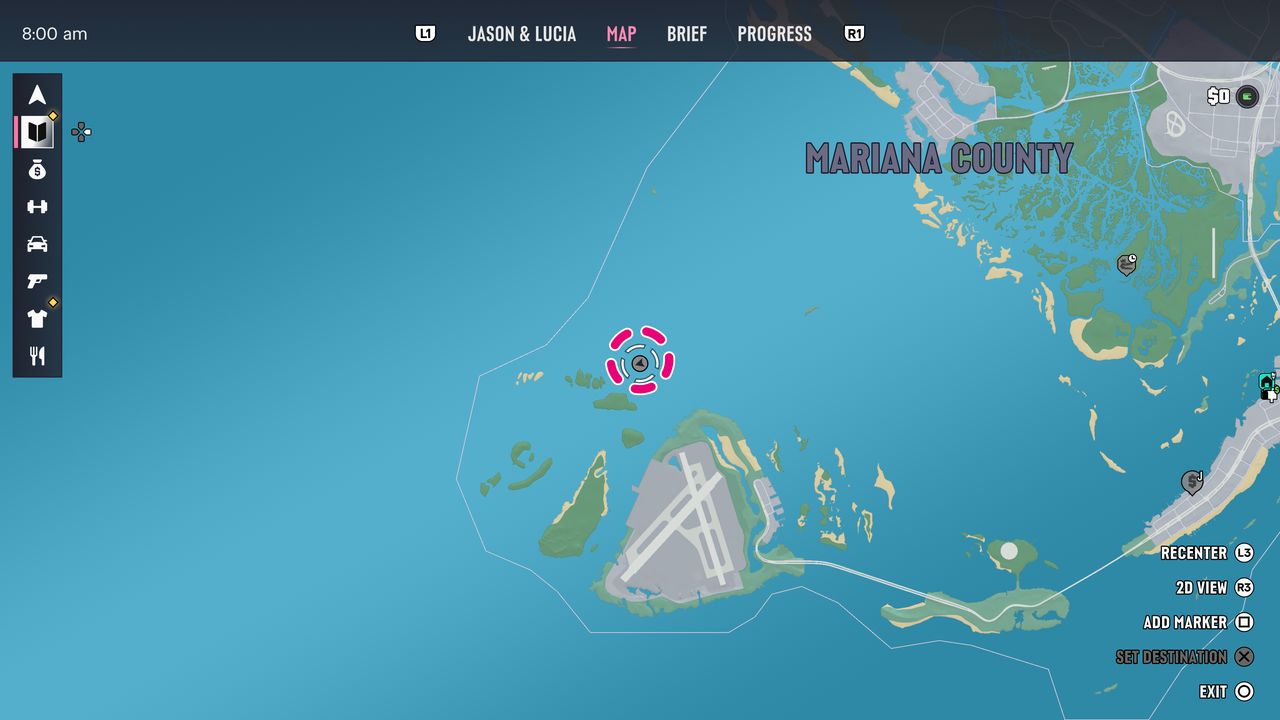 8:00 am
L1
JASON & LUCIA
MAP
BRIEF
PROGRESS
R1
$0
MARIANA COUNTY
J
RECENTER L3
2D VIEW R3
ADD MARKER
SET DESTINATION
EXIT